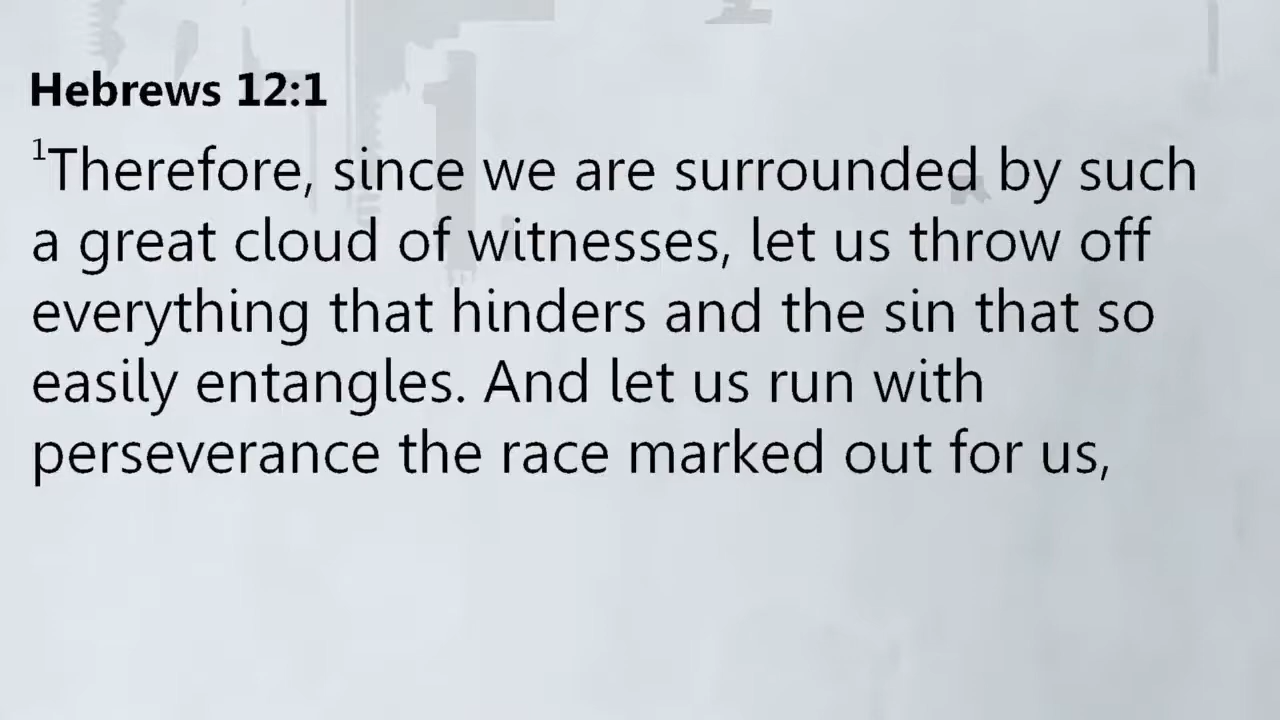 Hebrews 12:1
¹Therefore, since we are surrounded by such
a great cloud of witnesses, let us throw off
everything that hinders and the sin that so
easily entangles. And let us run with
perseverance the race marked out for us,